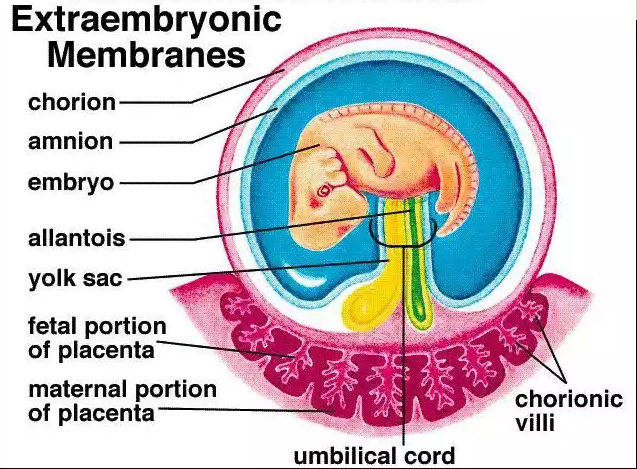 Extraembryonic
Membranes
chorion
amnion
embryo
allantois
yolk sac
fetal portion
of placenta
maternal portion
of placenta
chorionic
villi
umbilical cord